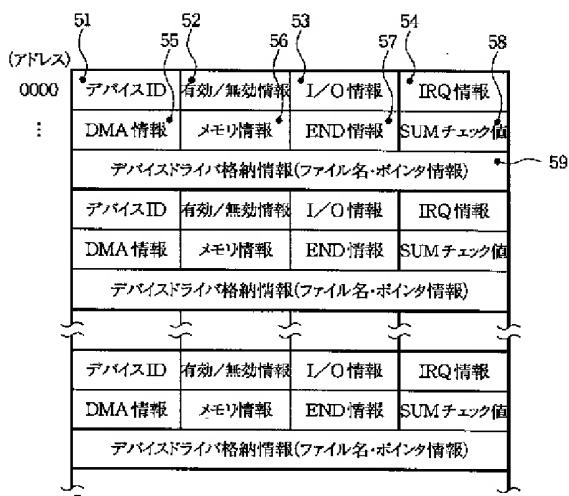 51 52 53 54
(アドレス) 55 56 57 58
0000 デバイスID 有効/無効情報 I/O情報 IRQ情報
⋮ DMA情報 メモリ情報 END情報 SUMチェック値
デバイスドライバ格納情報(ファイル名・ポインタ情報) 59
デバイスID 有効/無効情報 I/O情報 IRQ情報
DMA情報 メモリ情報 END情報 SUMチェック値
デバイスドライバ格納情報(ファイル名・ポインタ情報)
デバイスID 有効/無効情報 I/O情報 IRQ情報
DMA情報 メモリ情報 END情報 SUMチェック値
デバイスドライバ格納情報(ファイル名・ポインタ情報)